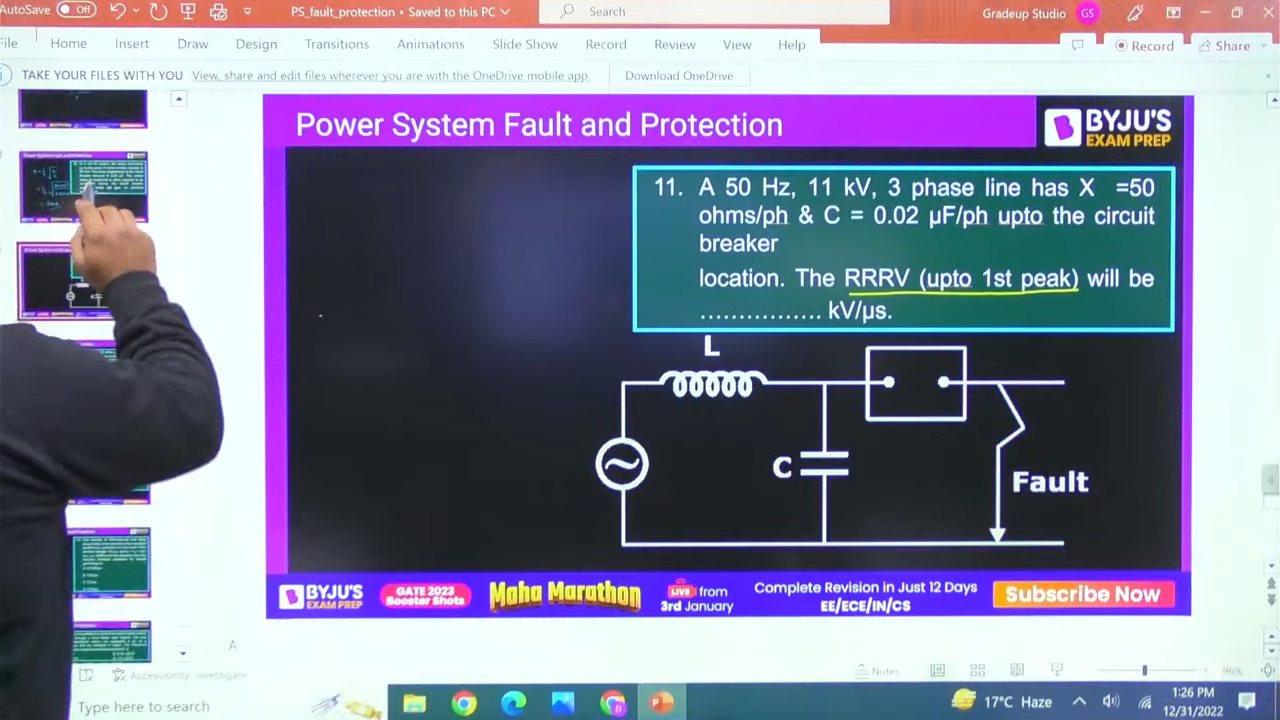 AutoSave Off
PS_fault_protection • Saved to this PC
Search
Gradeup Studio GS
File Home Insert Draw Design Transitions Animations Slide Show Record Review View Help
Record
Share
TAKE YOUR FILES WITH YOU View, share and edit files wherever you are with the OneDrive mobile app.
Download OneDrive
Power System Fault and Protection
BYJU'S
EXAM PREP
11. A 50 Hz, 11 kV, 3 phase line has X =50
ohms/ph & C = 0.02 μF/ph upto the circuit
breaker
location. The RRRV (upto 1st peak) will be
................ kV/μs.
L
C
Fault
BYJU'S
EXAM PREP
GATE 2023
Booster Shots
Maha Marathon
LIVE from
3rd January
Complete Revision in Just 12 Days
EE/ECE/IN/CS
Subscribe Now
A
Accessibility: Investigate
Notes
96%
Type here to search
17°C Haze
1:26 PM
12/31/2022